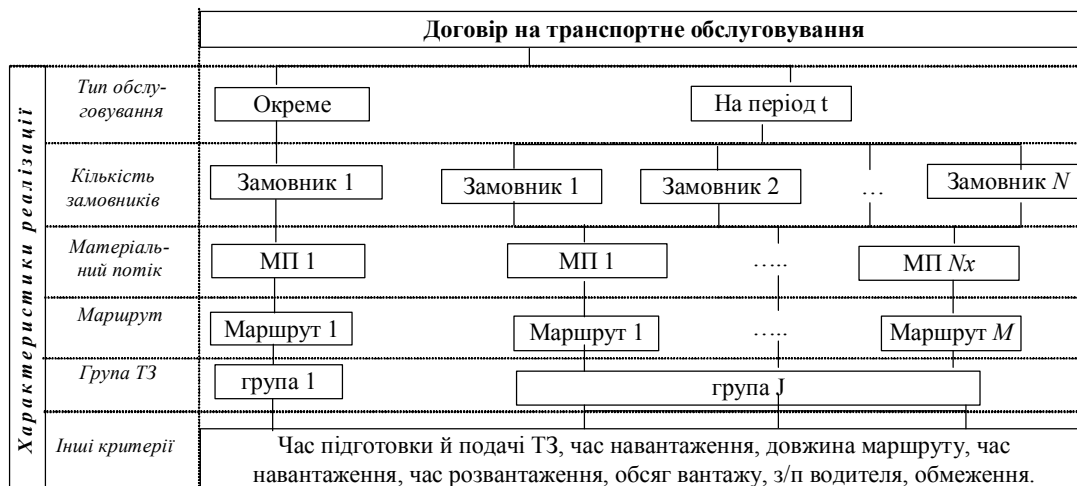 Договір на транспортне обслуговування
Характеристики реалізації
Тип обслу-
говування
Окреме
На період t
Кількість
замовників
Замовник 1
Замовник 1
Замовник 2
…
Замовник N
Матеріаль-
ний потік
МП 1
МП 1
…..
МП Nx
Маршрут
Маршрут 1
Маршрут 1
…..
Маршрут M
Група ТЗ
група 1
група J
Інші критерії
Час підготовки й подачі ТЗ, час навантаження, довжина маршруту, час
навантаження, час розвантаження, обсяг вантажу, з/п водителя, обмеження.